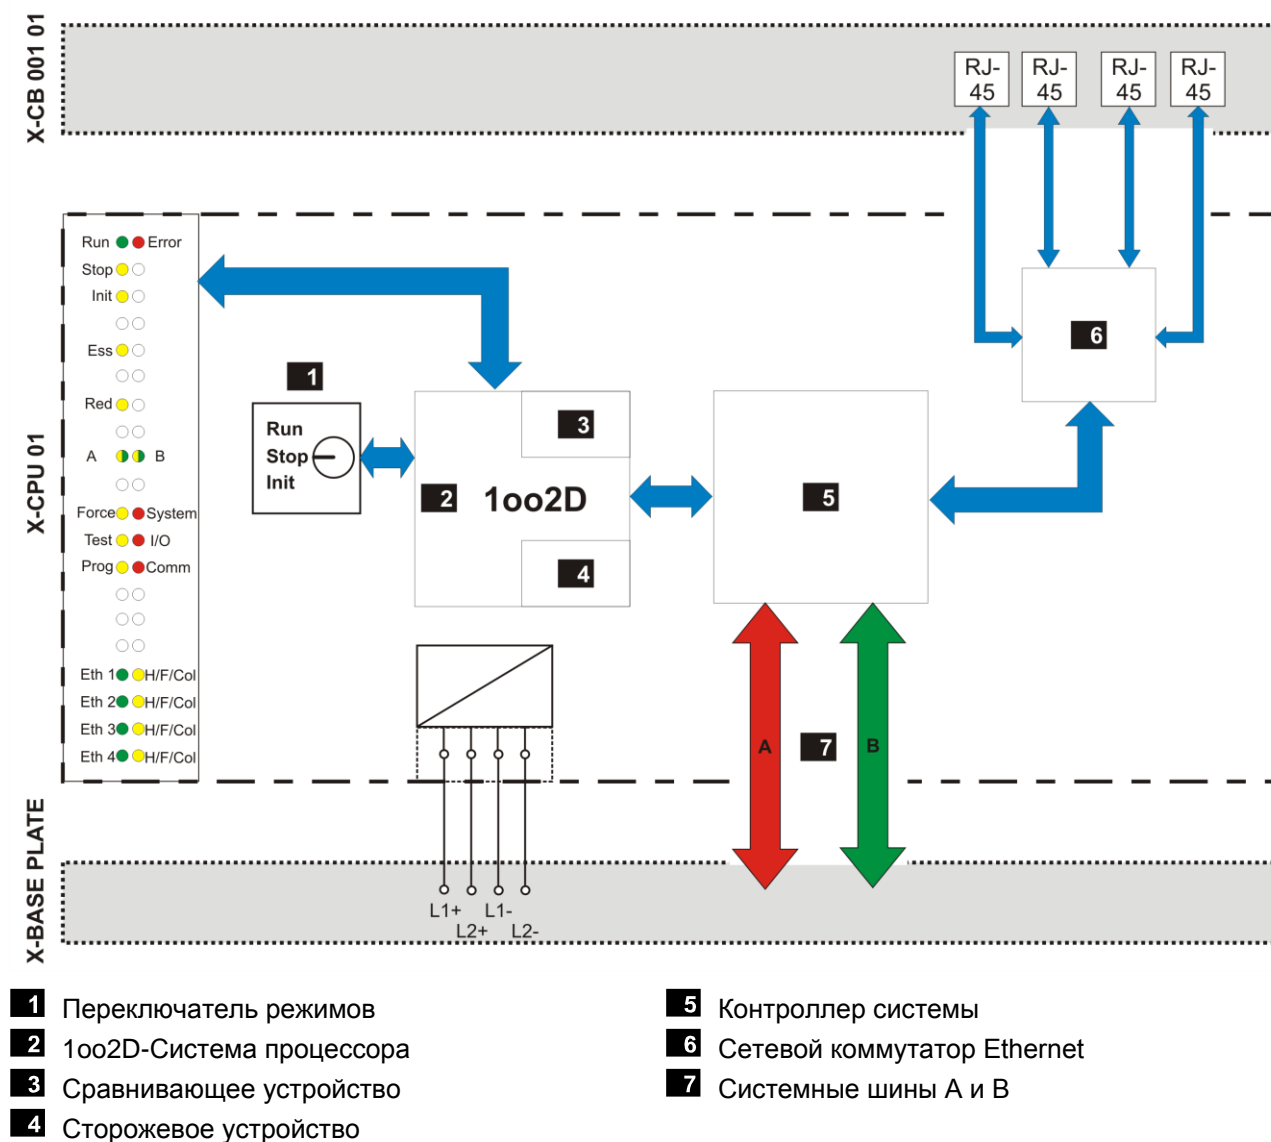 X-CB 001 01
RJ-
45
RJ-
45
RJ-
45
RJ-
45
X-CPU 01
Run Error
Stop
Init
Ess
Red
A B
Force System
Test I/O
Prog Comm
Eth 1 H/F/Col
Eth 2 H/F/Col
Eth 3 H/F/Col
Eth 4 H/F/Col
1
Run
Stop
Init
2
1oo2D
3
4
5
6
A
7
B
X-BASE PLATE
L1+
L2+
L1-
L2-
1 Переключатель режимов
2 1oo2D-Система процессора
3 Сравнивающее устройство
4 Сторожевое устройство
5 Контроллер системы
6 Сетевой коммутатор Ethernet
7 Системные шины A и B